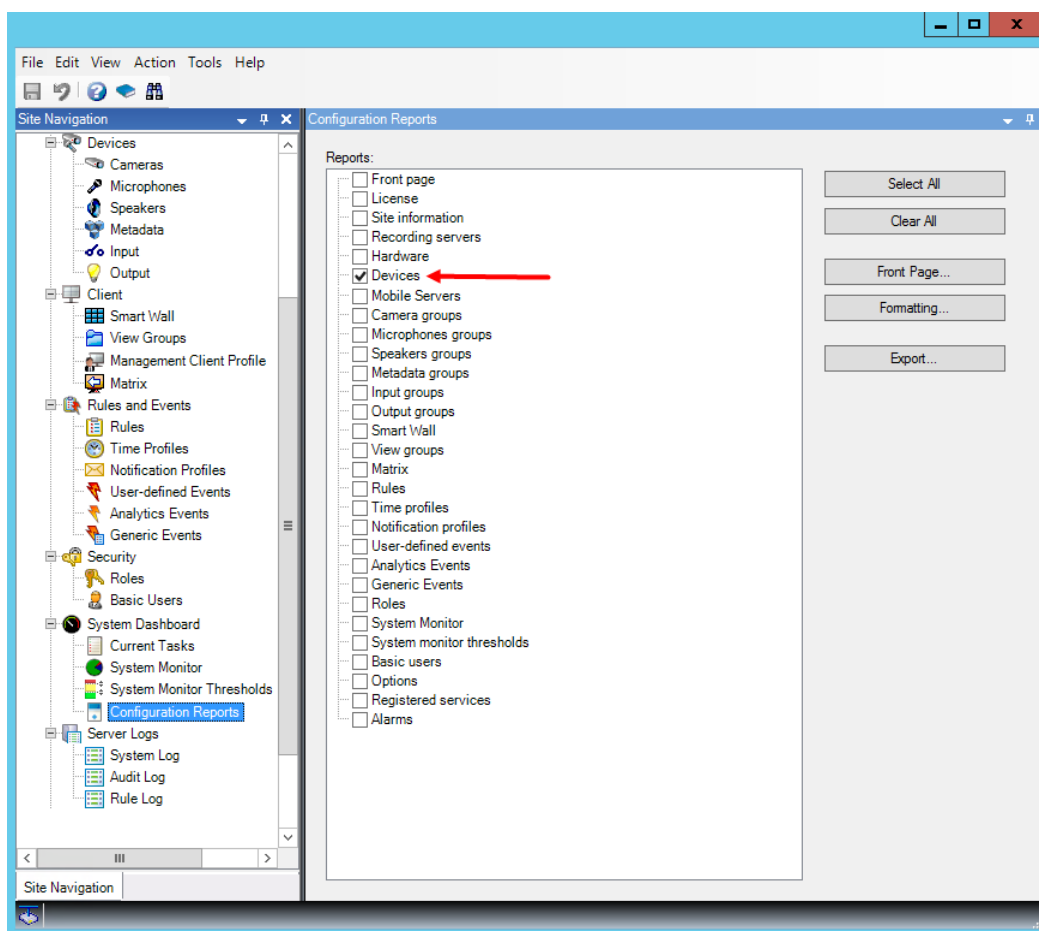 File Edit View Action Tools Help
Site Navigation
Devices
Cameras
Microphones
Speakers
Metadata
Input
Output
Client
Smart Wall
View Groups
Management Client Profile
Matrix
Rules and Events
Rules
Time Profiles
Notification Profiles
User-defined Events
Analytics Events
Generic Events
Security
Roles
Basic Users
System Dashboard
Current Tasks
System Monitor
System Monitor Thresholds
Configuration Reports
Server Logs
System Log
Audit Log
Rule Log
Site Navigation
Configuration Reports
Reports:
Front page
License
Site information
Recording servers
Hardware
Devices
Mobile Servers
Camera groups
Microphones groups
Speakers groups
Metadata groups
Input groups
Output groups
Smart Wall
View groups
Matrix
Rules
Time profiles
Notification profiles
User-defined events
Analytics Events
Generic Events
Roles
System Monitor
System monitor thresholds
Basic users
Options
Registered services
Alarms
Select All
Clear All
Front Page...
Formatting...
Export...